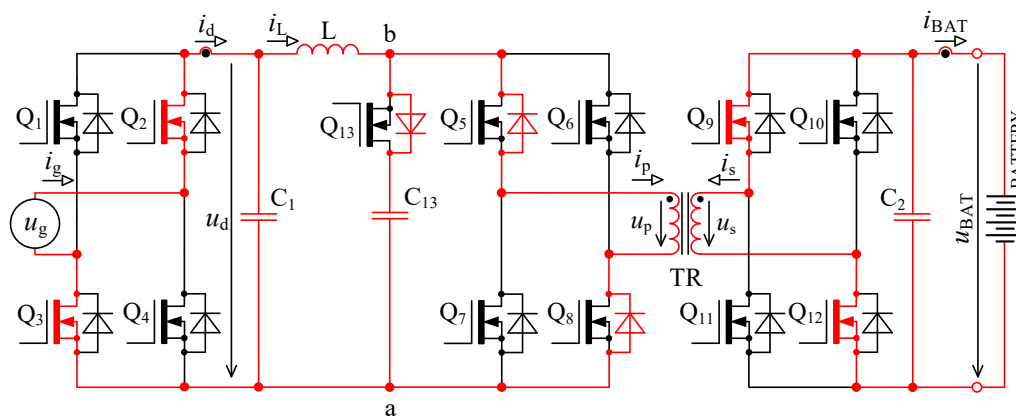 i_d
i_L
L
b
i_BAT
Q_1
Q_2
Q_13
Q_5
Q_6
Q_9
Q_10
i_g
i_p
i_s
u_g
u_d
C_1
C_13
u_p
u_s
C_2
u_BAT
BATTERY
TR
Q_3
Q_4
Q_7
Q_8
Q_11
Q_12
a